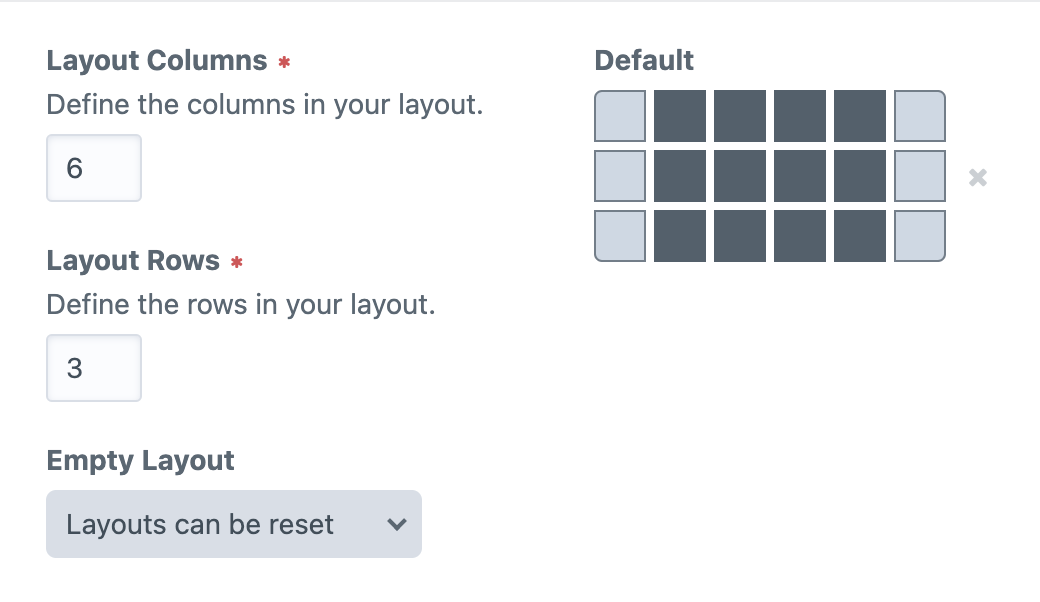 Layout Columns *
Define the columns in your layout.
6
Layout Rows *
Define the rows in your layout.
3
Empty Layout
Layouts can be reset
Default